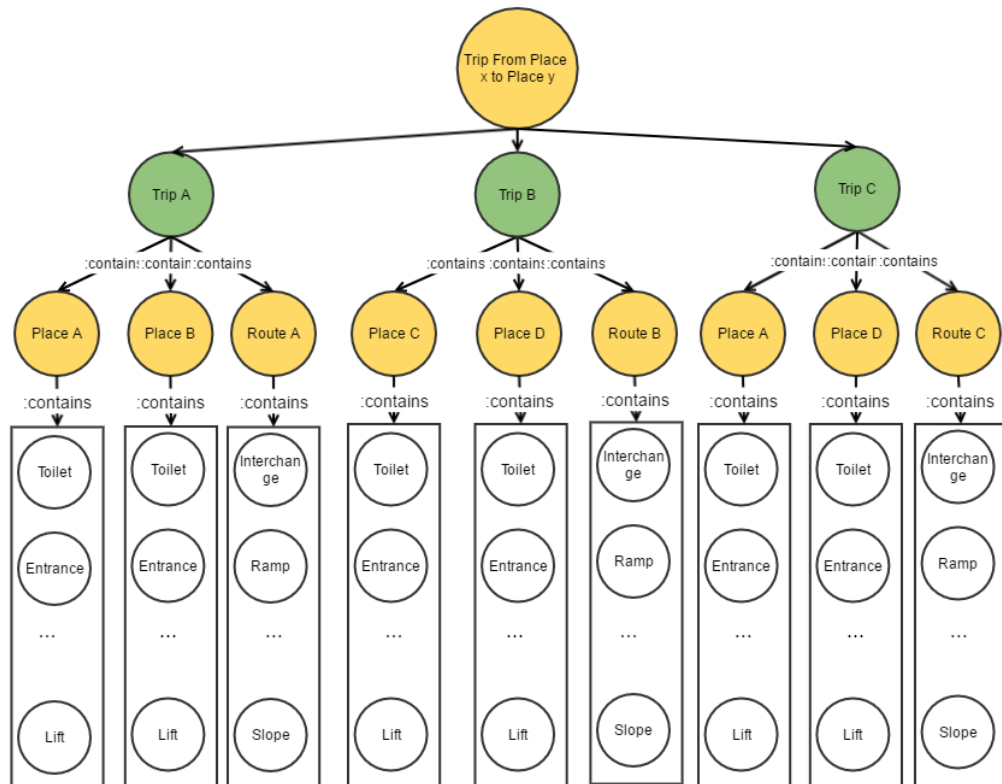 Trip From Place
x to Place y
Trip A
Trip B
Trip C
:contains :contain :contains
:contains :contains :contains
:contains :contain :contains
Place A
Place B
Route A
Place C
Place D
Route B
Place A
Place D
Route C
:contains
:contains
:contains
:contains
:contains
:contains
:contains
:contains
:contains
Toilet
Toilet
Interchan
ge
Toilet
Toilet
Interchan
ge
Toilet
Toilet
Interchan
ge
Entrance
Entrance
Ramp
Entrance
Entrance
Ramp
Entrance
Entrance
Ramp
...
...
...
...
...
...
...
...
...
Lift
Lift
Slope
Lift
Lift
Slope
Lift
Lift
Slope